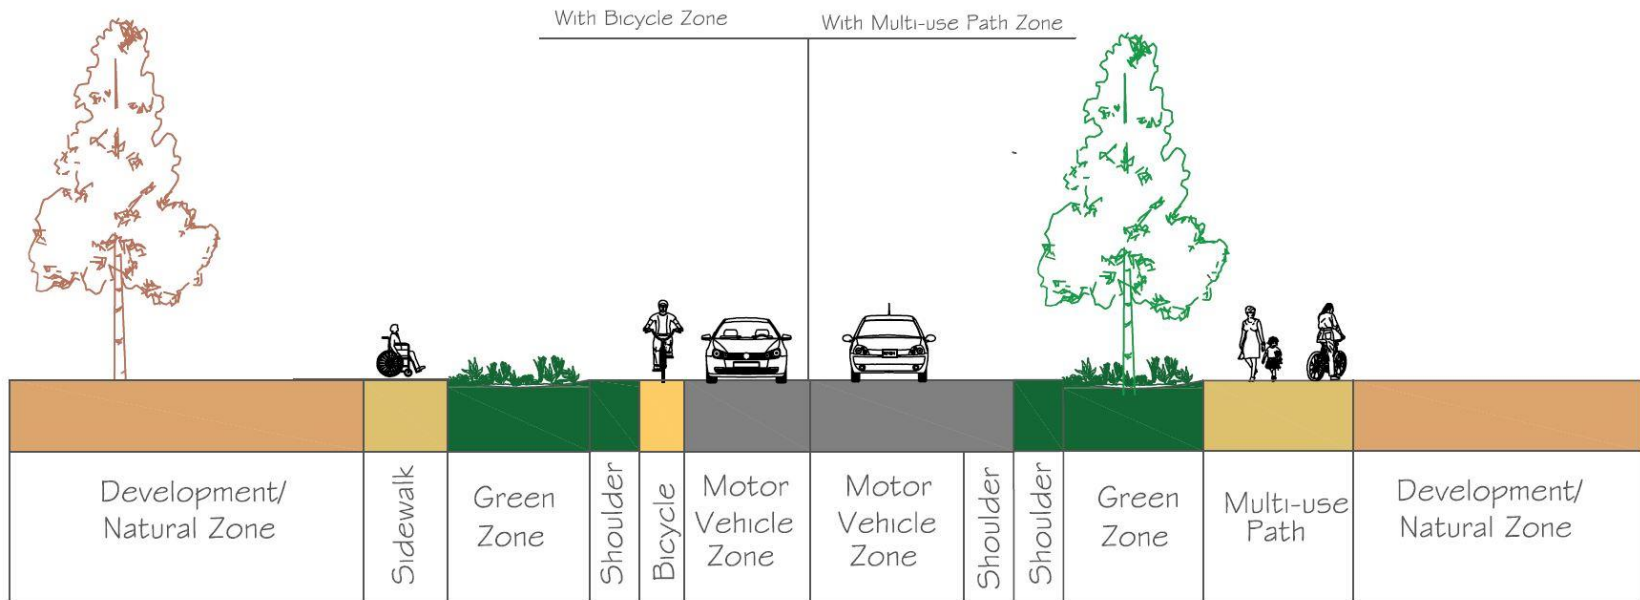 With Bicycle Zone
With Multi-use Path Zone
Development/
Natural Zone
Sidewalk
Green
Zone
Shoulder
Bicycle
Motor
Vehicle
Zone
Motor
Vehicle
Zone
Shoulder
Shoulder
Green
Zone
Multi-use
Path
Development/
Natural Zone